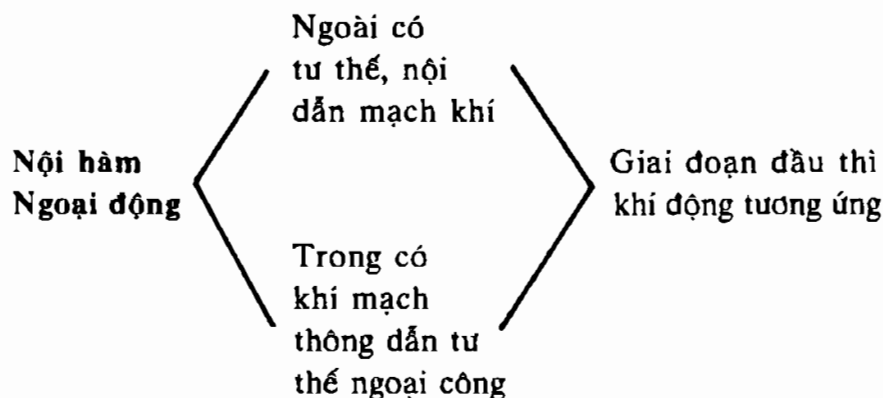 Ngoài có
tư thế, nội
dẫn mạch khí
Nội hàm
Ngoại động
Giai đoạn đầu thì
khí động tương ứng
Trong có
khí mạch
thông dẫn tư
thế ngoại công